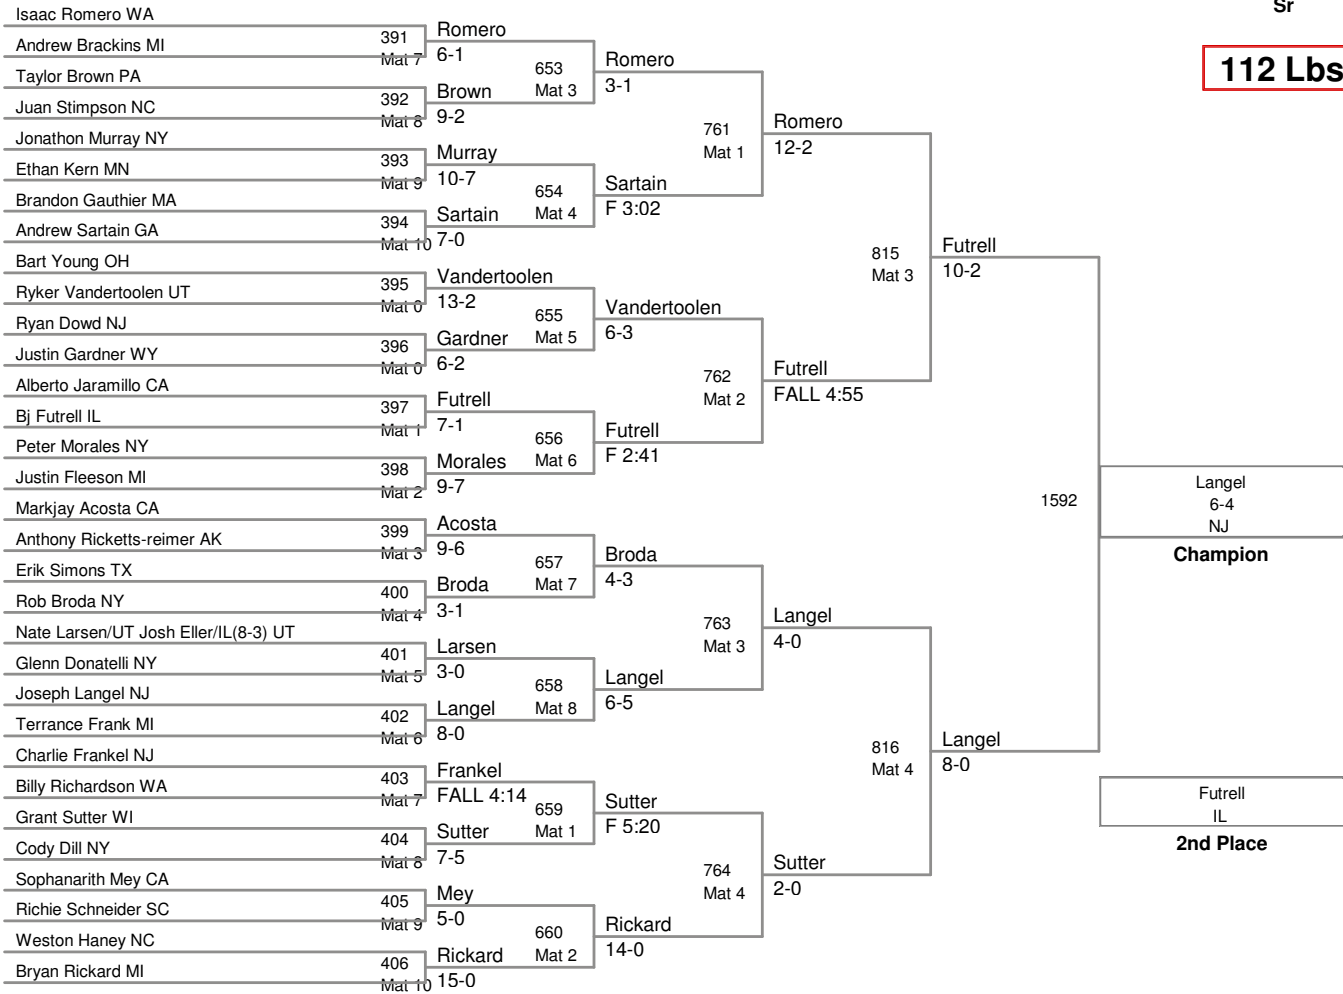 Sr
112 Lbs
Isaac Romero WA
Andrew Brackins MI
Taylor Brown PA
Juan Stimpson NC
Jonathon Murray NY
Ethan Kern MN
Brandon Gauthier MA
Andrew Sartain GA
Bart Young OH
Ryker Vandertoolen UT
Ryan Dowd NJ
Justin Gardner WY
Alberto Jaramillo CA
Bj Futrell IL
Peter Morales NY
Justin Fleeson MI
Markjay Acosta CA
Anthony Ricketts-reimer AK
Erik Simons TX
Rob Broda NY
Nate Larsen/UT Josh Eller/IL(8-3) UT
Glenn Donatelli NY
Joseph Langel NJ
Terrance Frank MI
Charlie Frankel NJ
Billy Richardson WA
Grant Sutter WI
Cody Dill NY
Sophanarith Mey CA
Richie Schneider SC
Weston Haney NC
Bryan Rickard MI
391
Mat 7
392
Mat 8
393
Mat 9
394
Mat 10
395
Mat 0
396
Mat 0
397
Mat 1
398
Mat 2
399
Mat 3
400
Mat 4
401
Mat 5
402
Mat 6
403
Mat 7
404
Mat 8
405
Mat 9
406
Mat 10
Romero
6-1
Brown
9-2
Murray
10-7
Sartain
7-0
Vandertoolen
13-2
Gardner
6-2
Futrell
7-1
Morales
9-7
Acosta
9-6
Broda
3-1
Larsen
3-0
Langel
8-0
Frankel
FALL 4:14
Sutter
7-5
Mey
5-0
Rickard
15-0
653
Mat 3
654
Mat 4
655
Mat 5
656
Mat 6
657
Mat 7
658
Mat 8
659
Mat 1
660
Mat 2
Romero
3-1
Sartain
F 3:02
Vandertoolen
6-3
Futrell
F 2:41
Broda
4-3
Langel
6-5
Sutter
F 5:20
Rickard
14-0
761
Mat 1
762
Mat 2
763
Mat 3
764
Mat 4
Romero
12-2
Futrell
FALL 4:55
Langel
4-0
Sutter
2-0
815
Mat 3
816
Mat 4
Futrell
10-2
Langel
8-0
1592
Langel
6-4
NJ
Champion
Futrell
IL
2nd Place